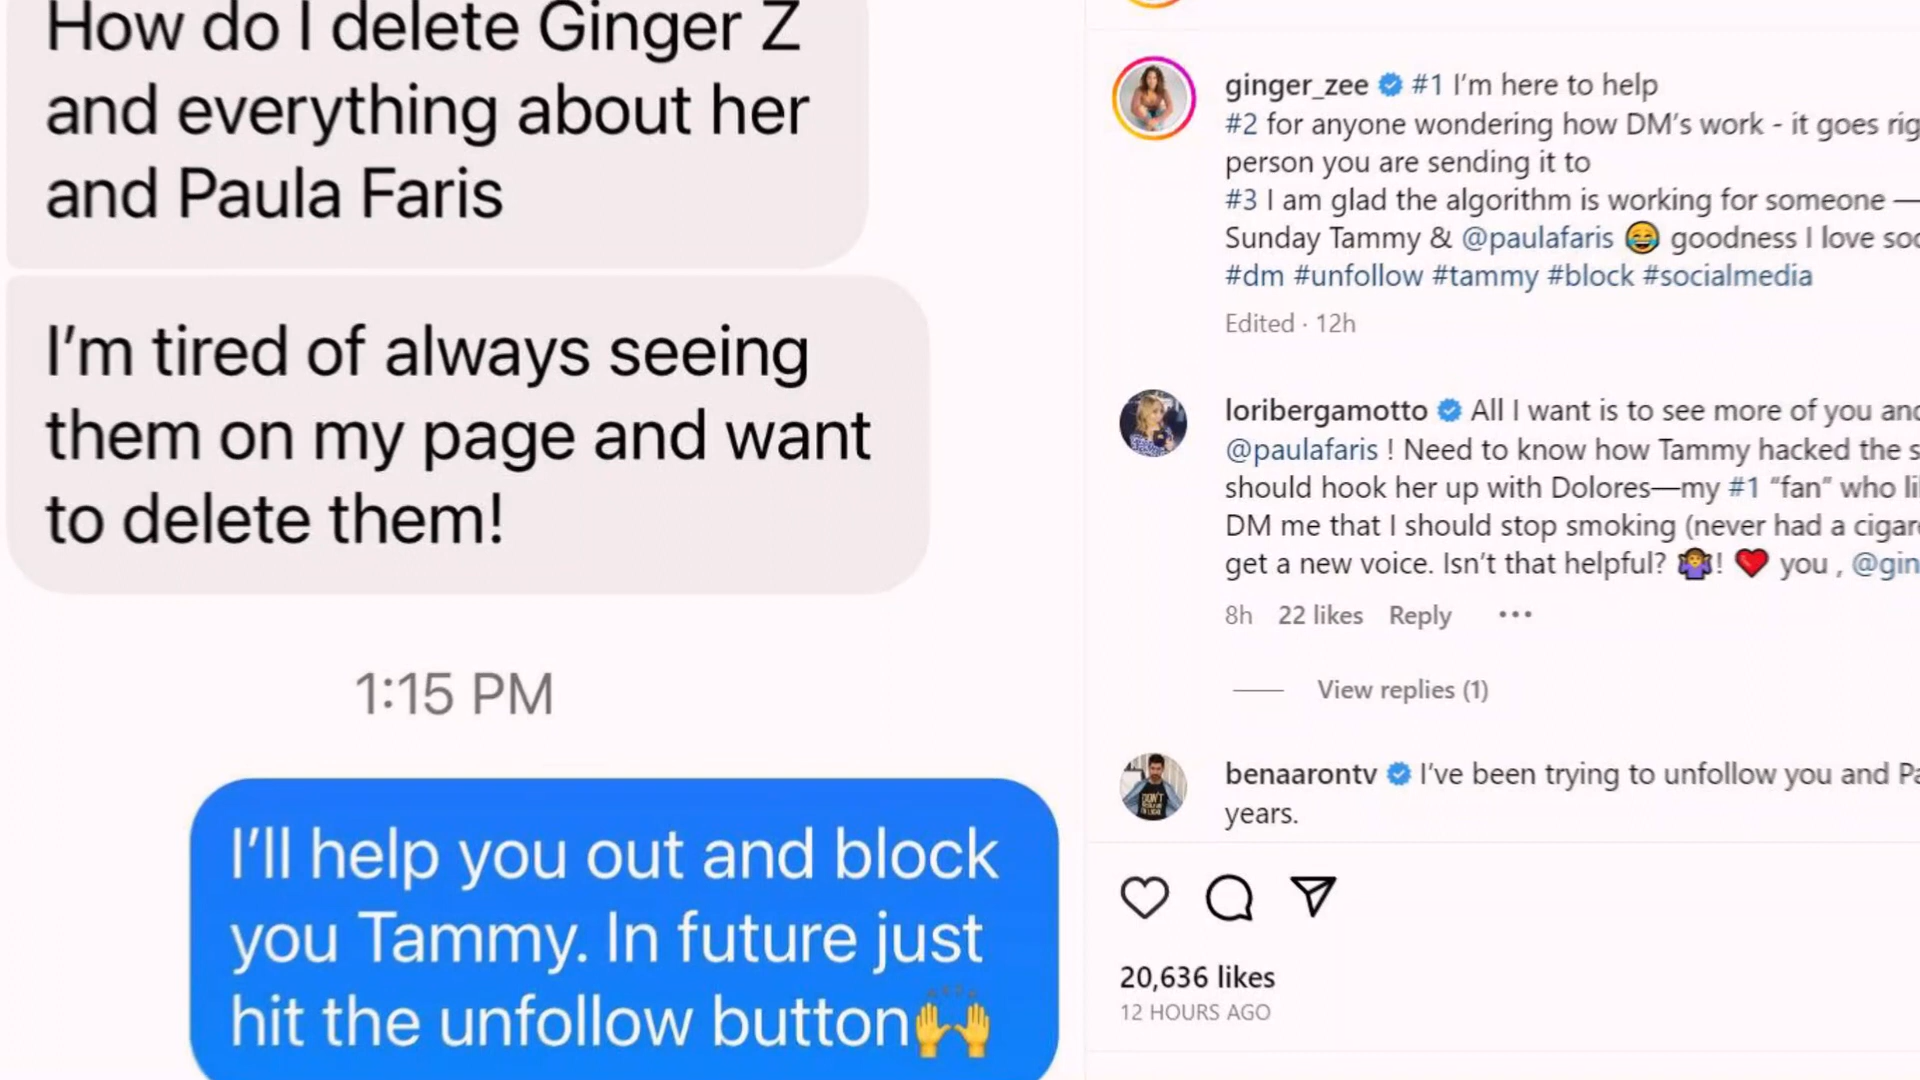 How do I delete Ginger Z
and everything about her
and Paula Faris
I'm tired of always seeing
them on my page and want
to delete them!
1:15 PM
I'll help you out and block
you Tammy. In future just
hit the unfollow button🙌
ginger_zee #1 I'm here to help
#2 for anyone wondering how DM's work - it goes
person you are sending it to
#3 I am glad the algorithm is working for someone —
Sunday Tammy & @paulafaris 😂 goodness I love
#dm #unfollow #tammy #block #socialmedia
Edited · 12h
loribergamotto All I want is to see more of you
@paulafaris ! Need to know how Tammy hacked the
should hook her up with Dolores—my #1 “fan” who
DM me that I should stop smoking (never had a
get a new voice. Isn't that helpful? 🤷‍♀️! ❤️ you ,
8h 22 likes Reply •••
View replies (1)
benaarontv I've been trying to unfollow you and
years.
DON'T
20,636 likes
12 HOURS AGO